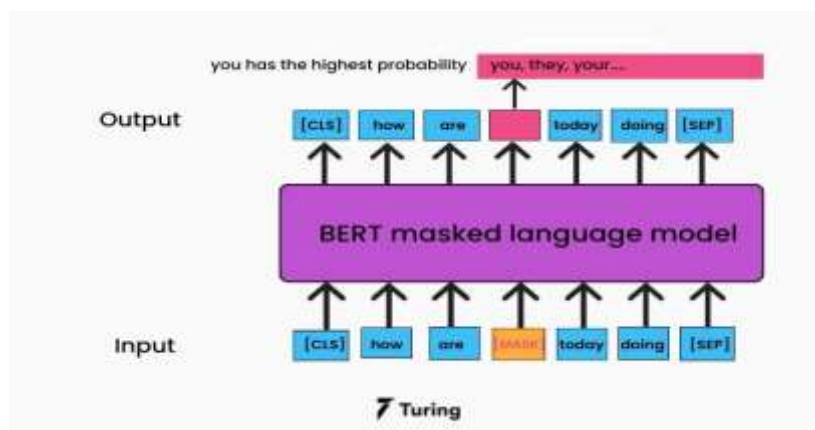 you has the highest probability you, they, your....
Output [CLS] how are today doing [SEP]
BERT masked language model
Input [CLS] how are [MASK] today doing [SEP]
Turing